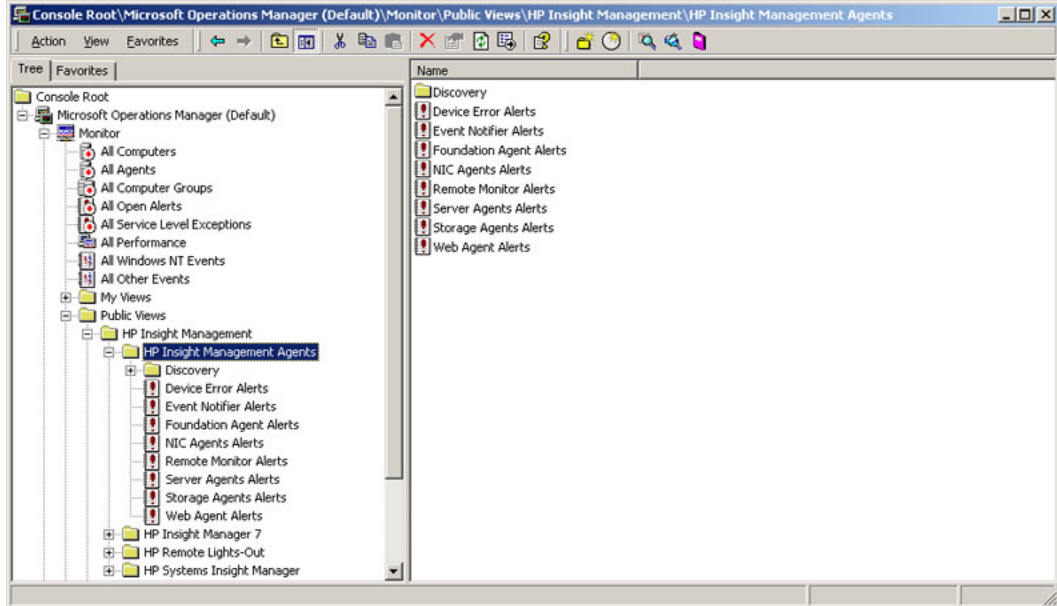 Console Root\Microsoft Operations Manager (Default)\Monitor\Public Views\HP Insight Management\HP Insight Management Agents
Action View Favorites
Tree Favorites
Console Root
Microsoft Operations Manager (Default)
Monitor
All Computers
All Agents
All Computer Groups
All Open Alerts
All Service Level Exceptions
All Performance
All Windows NT Events
All Other Events
My Views
Public Views
HP Insight Management
HP Insight Management Agents
Discovery
Device Error Alerts
Event Notifier Alerts
Foundation Agent Alerts
NIC Agents Alerts
Remote Monitor Alerts
Server Agents Alerts
Storage Agents Alerts
Web Agent Alerts
HP Insight Manager 7
HP Remote Lights-Out
HP Systems Insight Manager
Name
Discovery
Device Error Alerts
Event Notifier Alerts
Foundation Agent Alerts
NIC Agents Alerts
Remote Monitor Alerts
Server Agents Alerts
Storage Agents Alerts
Web Agent Alerts